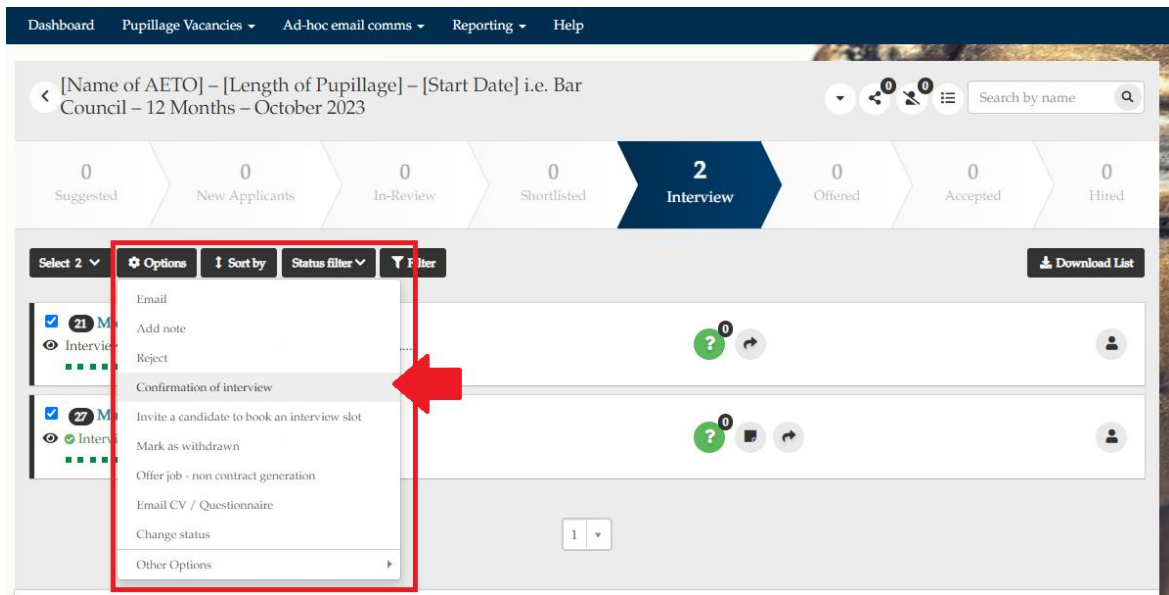 Dashboard Pupillage Vacancies Ad-hoc email comms Reporting Help
[Name of AETO] – [Length of Pupillage] – [Start Date] i.e. Bar
Council – 12 Months – October 2023
0 0 Search by name
0 0 0 0 2 0 0 0
Suggested New Applicants In-Review Shortlisted Interview Offered Accepted Hired
Select 2 Options Sort by Status filter Filter Download List
Email
21 M
Add note
0
?
Reject
Confirmation of interview
27 M
Invite a candidate to book an interview slot
0
?
Mark as withdrawn
Offer job - non contract generation
Email CV / Questionnaire
Change status
1
Other Options